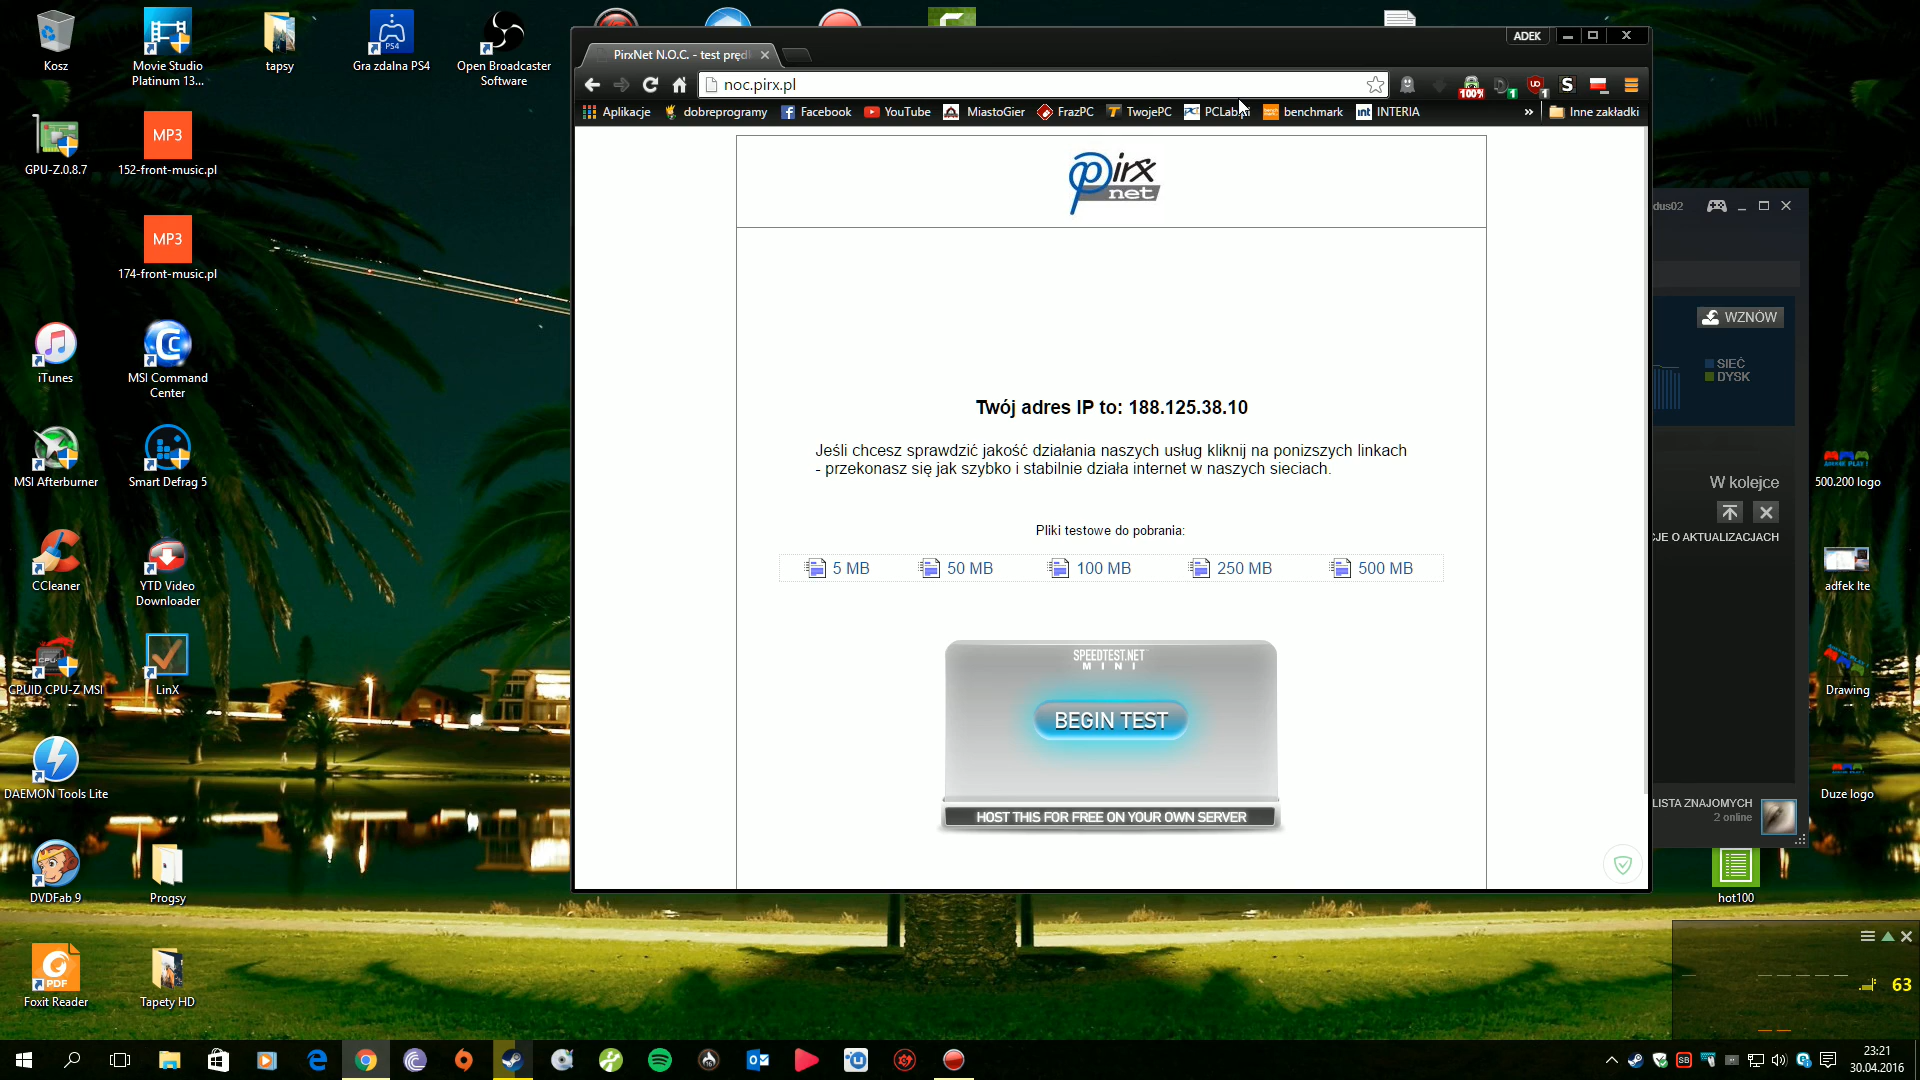 Kosz
Movie Studio
Platinum 13...
tapsy
Gra zdalna PS4
Open Broadcaster
Software
GPU-Z.0.8.7
MP3
152-front-music.pl
MP3
174-front-music.pl
iTunes
MSI Command
Center
MSI Afterburner
Smart Defrag 5
CCleaner
YTD Video
Downloader
CPUID CPU-Z MSI
LinX
DAEMON Tools Lite
DVDFab 9
Progsy
PDF
Foxit Reader
Tapety HD
ADEK
PirxNet N.O.C. - test pręd
noc.pirx.pl
100%
Aplikacje
dobreprogramy
Facebook
YouTube
MiastoGier
FrazPC
TwojePC
PCLab.
benchmark
INTERIA
»
Inne zakładki
pirx
net
Twój adres IP to: 188.125.38.10
Jeśli chcesz sprawdzić jakość działania naszych usług kliknij na ponizszych linkach
- przekonasz się jak szybko i stabilnie działa internet w naszych sieciach.
Pliki testowe do pobrania:
5 MB
50 MB
100 MB
250 MB
500 MB
SPEEDTEST.NET
MINI
BEGIN TEST
HOST THIS FOR FREE ON YOUR OWN SERVER
dus02
WZNÓW
SIEĆ
DYSK
W kolejce
CJE O AKTUALIZACJACH
LISTA ZNAJOMYCH
2 online
500.200 logo
adfek lte
Drawing
Duze logo
hot100
63
23:21
30.04.2016